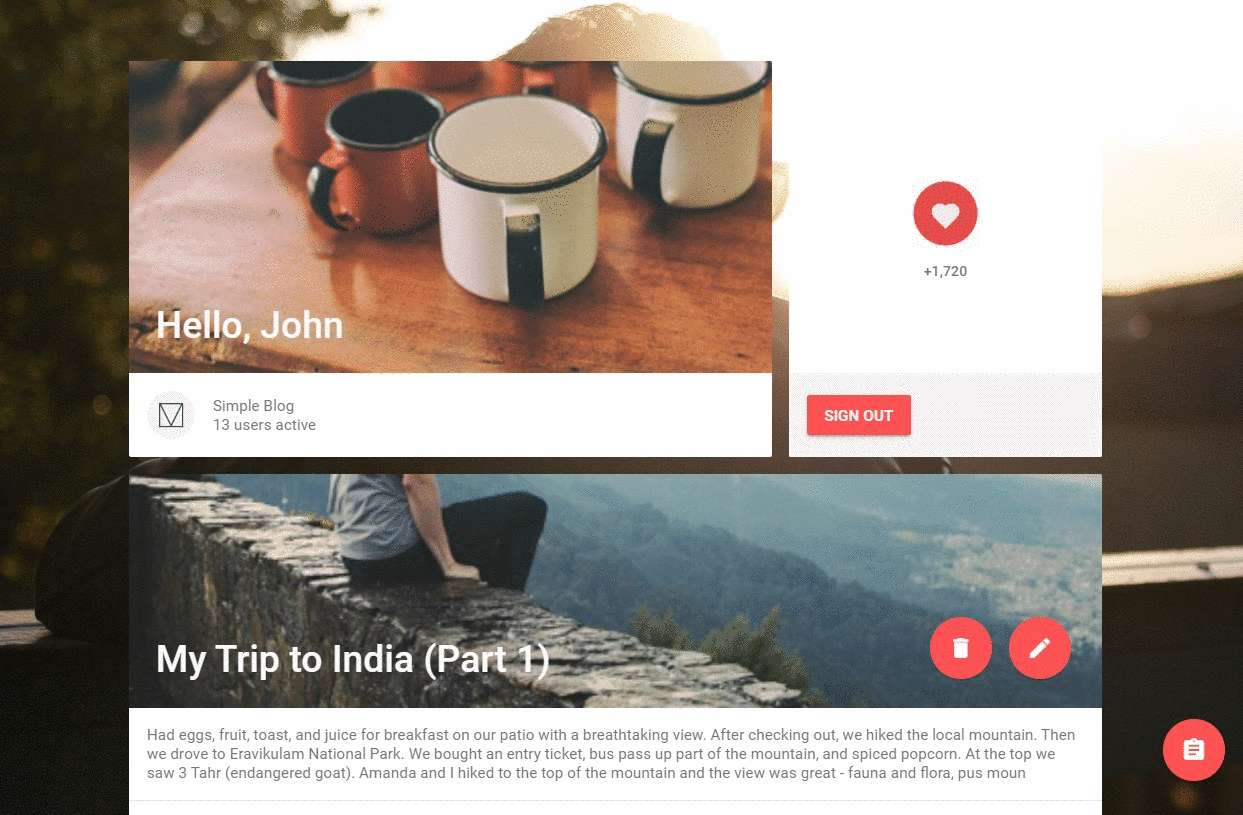 Hello, John
Simple Blog
13 users active
+1,720
SIGN OUT
My Trip to India (Part 1)
Had eggs, fruit, toast, and juice for breakfast on our patio with a breathtaking view. After checking out, we hiked the local mountain. Then
we drove to Eravikulam National Park. We bought an entry ticket, bus pass up part of the mountain, and spiced popcorn. At the top we
saw 3 Tahr (endangered goat). Amanda and I hiked to the top of the mountain and the view was great - fauna and flora, pus moun